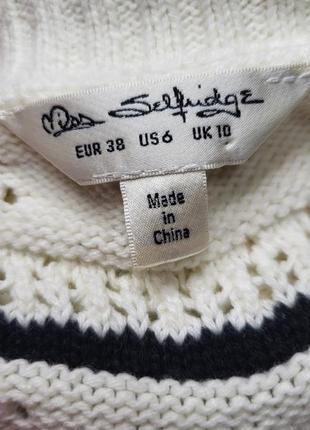 Miss Selfridge
EUR 38 US 6 UK 10
Made
in
China